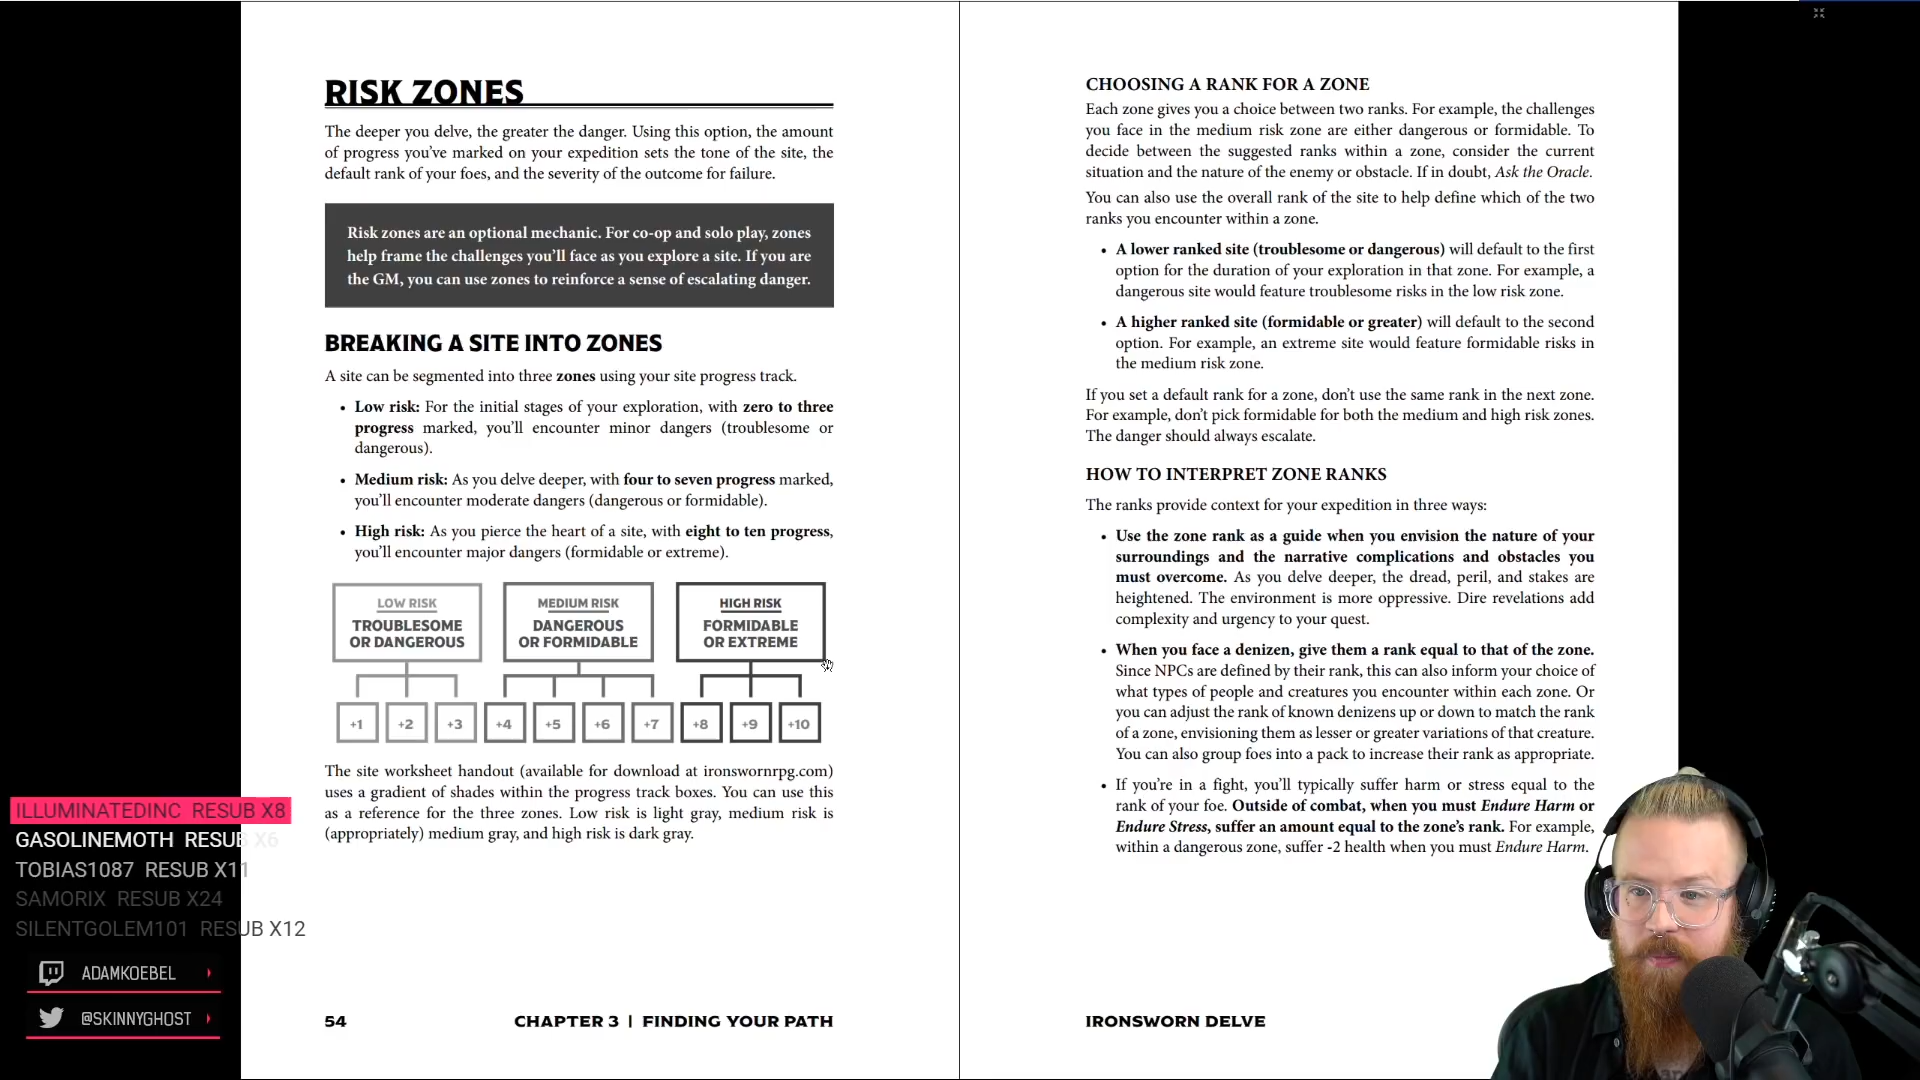 RISK ZONES
The deeper you delve, the greater the danger. Using this option, the amount
of progress you've marked on your expedition sets the tone of the site, the
default rank of your foes, and the severity of the outcome for failure.
Risk zones are an optional mechanic. For co-op and solo play, zones
help frame the challenges you'll face as you explore a site. If you are
the GM, you can use zones to reinforce a sense of escalating danger.
BREAKING A SITE INTO ZONES
A site can be segmented into three zones using your site progress track.
• Low risk: For the initial stages of your exploration, with zero to three
progress marked, you'll encounter minor dangers (troublesome or
dangerous).
• Medium risk: As you delve deeper, with four to seven progress marked,
you'll encounter moderate dangers (dangerous or formidable).
• High risk: As you pierce the heart of a site, with eight to ten progress,
you'll encounter major dangers (formidable or extreme).
LOW RISK
TROUBLESOME
OR DANGEROUS
MEDIUM RISK
DANGEROUS
OR FORMIDABLE
HIGH RISK
FORMIDABLE
OR EXTREME
+1 +2 +3 +4 +5 +6 +7 +8 +9 +10
The site worksheet handout (available for download at ironswornrpg.com)
uses a gradient of shades within the progress track boxes. You can use this
as a reference for the three zones. Low risk is light gray, medium risk is
(appropriately) medium gray, and high risk is dark gray.
54 CHAPTER 3 | FINDING YOUR PATH
CHOOSING A RANK FOR A ZONE
Each zone gives you a choice between two ranks. For example, the challenges
you face in the medium risk zone are either dangerous or formidable. To
decide between the suggested ranks within a zone, consider the current
situation and the nature of the enemy or obstacle. If in doubt, Ask the Oracle.
You can also use the overall rank of the site to help define which of the two
ranks you encounter within a zone.
• A lower ranked site (troublesome or dangerous) will default to the first
option for the duration of your exploration in that zone. For example, a
dangerous site would feature troublesome risks in the low risk zone.
• A higher ranked site (formidable or greater) will default to the second
option. For example, an extreme site would feature formidable risks in
the medium risk zone.
If you set a default rank for a zone, don't use the same rank in the next zone.
For example, don't pick formidable for both the medium and high risk zones.
The danger should always escalate.
HOW TO INTERPRET ZONE RANKS
The ranks provide context for your expedition in three ways:
• Use the zone rank as a guide when you envision the nature of your
surroundings and the narrative complications and obstacles you
must overcome. As you delve deeper, the dread, peril, and stakes are
heightened. The environment is more oppressive. Dire revelations add
complexity and urgency to your quest.
• When you face a denizen, give them a rank equal to that of the zone.
Since NPCs are defined by their rank, this can also inform your choice of
what types of people and creatures you encounter within each zone. Or
you can adjust the rank of known denizens up or down to match the rank
of a zone, envisioning them as lesser or greater variations of that creature.
You can also group foes into a pack to increase their rank as appropriate.
• If you're in a fight, you'll typically suffer harm or stress equal to the
rank of your foe. Outside of combat, when you must Endure Harm or
Endure Stress, suffer an amount equal to the zone's rank. For example,
within a dangerous zone, suffer -2 health when you must Endure Harm.
IRONSWORN DELVE
ILLUMINATEDINC RESUB X8
GASOLINEMOTH RESUB X6
TOBIAS1087 RESUB X11
SAMORIX RESUB X24
SILENTGOLEM101 RESUB X12
ADAMKOEBEL
@SKINNYGHOST